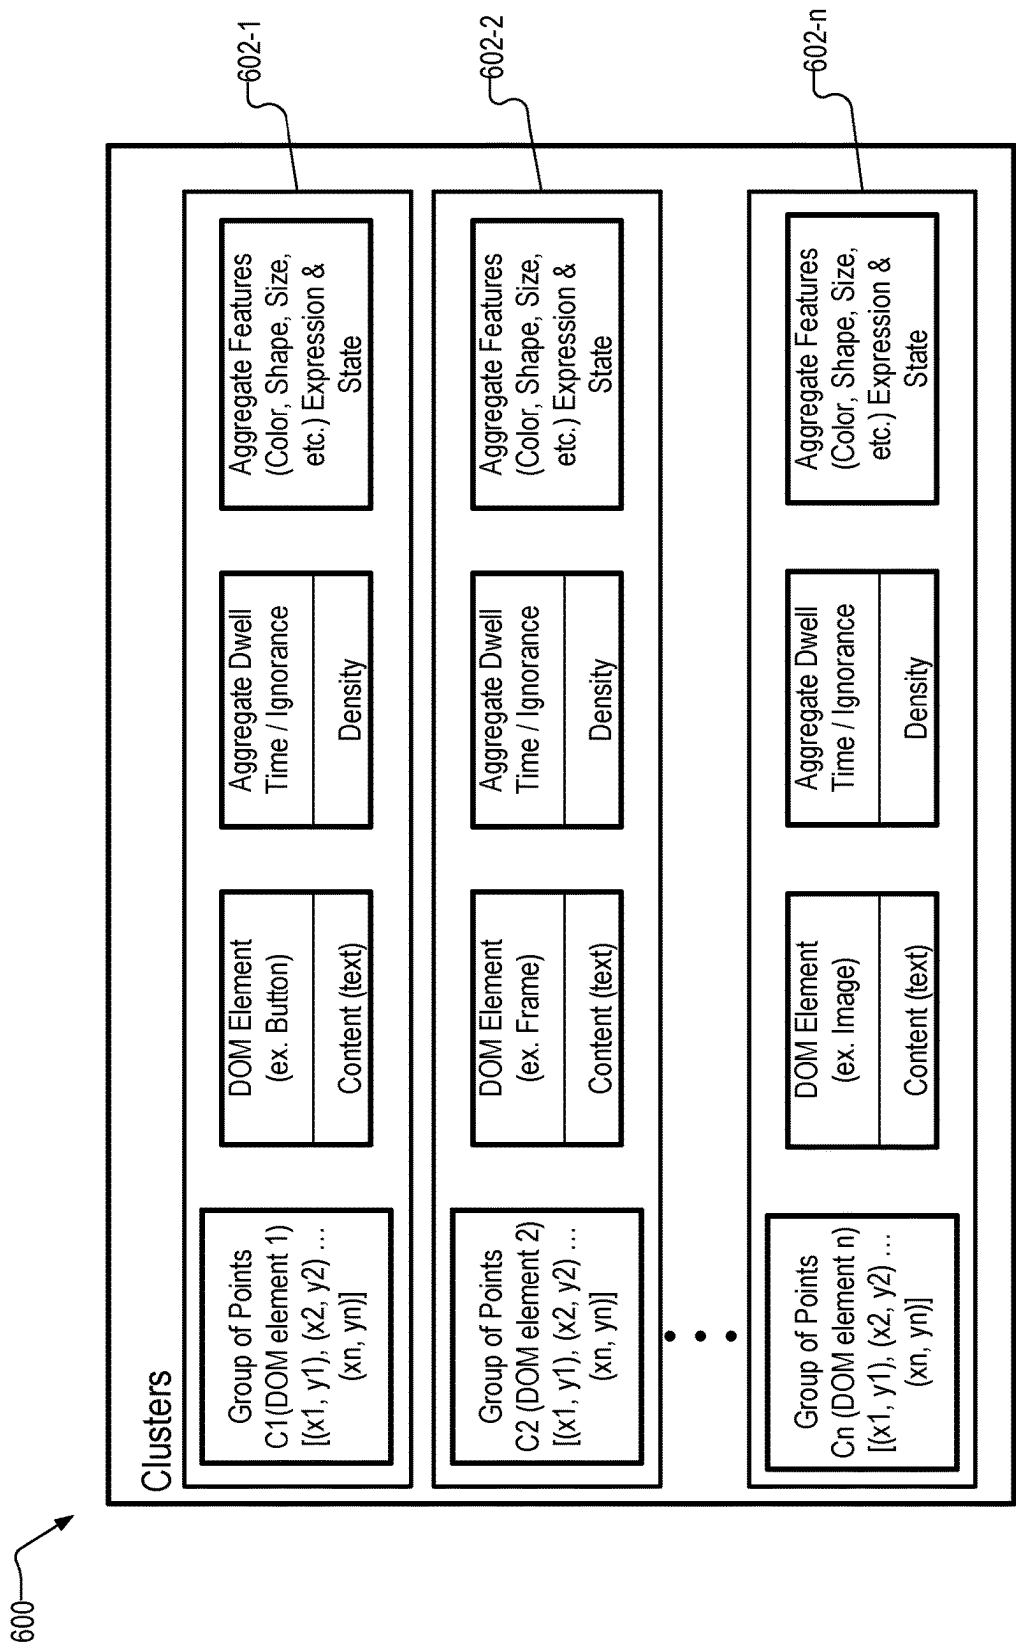 600
Clusters
Group of Points
C1(DOM element 1)
[(x1, y1), (x2, y2) ...
(xn, yn)]
DOM Element
(ex. Button)
Content (text)
Aggregate Dwell
Time / Ignorance
Density
Aggregate Features
(Color, Shape, Size,
etc.) Expression &
State
602-1
Group of Points
C2 (DOM element 2)
[(x1, y1), (x2, y2) ...
(xn, yn)]
DOM Element
(ex. Frame)
Content (text)
Aggregate Dwell
Time / Ignorance
Density
Aggregate Features
(Color, Shape, Size,
etc.) Expression &
State
602-2
Group of Points
Cn (DOM element n)
[(x1, y1), (x2, y2) ...
(xn, yn)]
DOM Element
(ex. Image)
Content (text)
Aggregate Dwell
Time / Ignorance
Density
Aggregate Features
(Color, Shape, Size,
etc.) Expression &
State
602-n